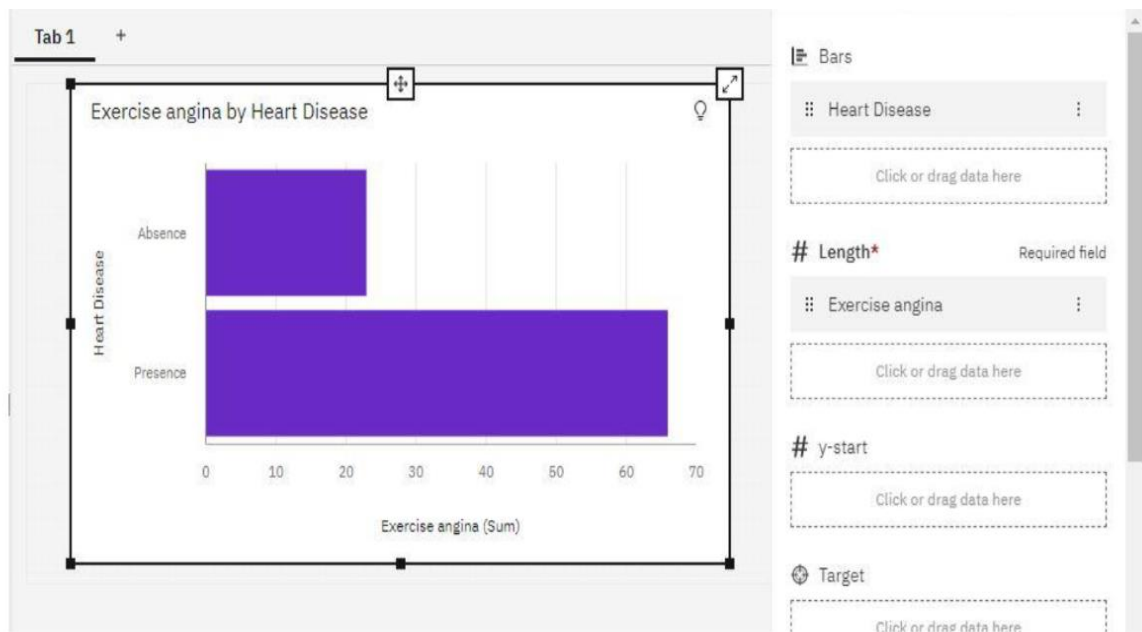 Tab 1 +
Exercise angina by Heart Disease
Heart Disease
Absence
Presence
0 10 20 30 40 50 60 70
Exercise angina (Sum)
Bars
Heart Disease
Click or drag data here
# Length* Required field
Exercise angina
Click or drag data here
# y-start
Click or drag data here
Target
Click or drag data here